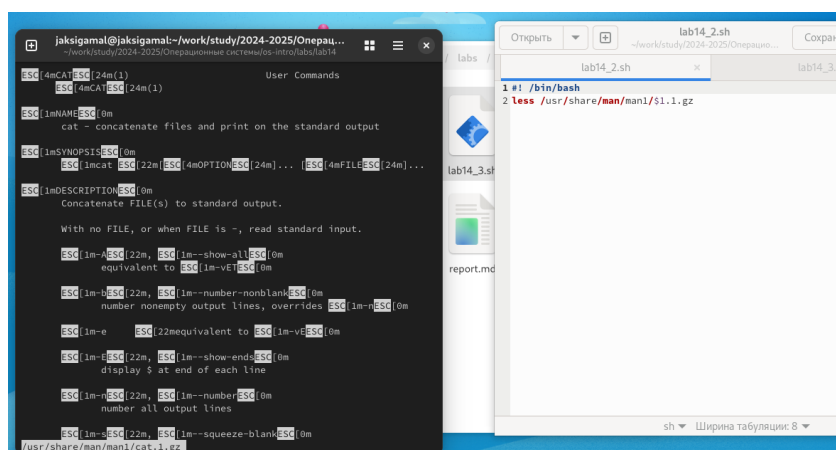 jaksigamal@jaksigamal:~/work/study/2024-2025/Операц...
~/work/study/2024-2025/Операционные системы/os-intro/labs/lab14
ESC[4mCATESC[24m(1) User Commands
ESC[4mCATESC[24m(1)
ESC[1mNAMEESC[0m
cat - concatenate files and print on the standard output
ESC[1mSYNOPSISESC[0m
ESC[1mcat ESC[22m[ESC[4mOPTIONESC[24m]... [ESC[4mFILEESC[24m]...
ESC[1mDESCRIPTIONESC[0m
Concatenate FILE(s) to standard output.
With no FILE, or when FILE is -, read standard input.
ESC[1m-AESC[22m, ESC[1m--show-allESC[0m
equivalent to ESC[1m-vETESC[0m
ESC[1m-bESC[22m, ESC[1m--number-nonblankESC[0m
number nonempty output lines, overrides ESC[1m-nESC[0m
ESC[1m-e ESC[22mequivalent to ESC[1m-vEESC[0m
ESC[1m-EESC[22m, ESC[1m--show-endsESC[0m
display $ at end of each line
ESC[1m-nESC[22m, ESC[1m--numberESC[0m
number all output lines
ESC[1m-sESC[22m, ESC[1m--squeeze-blankESC[0m
/usr/share/man/man1/cat.1.gz
/ labs /
lab14_3.sh
report.md
Открыть
lab14_2.sh
~/work/study/2024-2025/Операцио...
Сохран
lab14_2.sh ×
lab14_3.
1 #! /bin/bash
2 less /usr/share/man/man1/$1.1.gz
sh Ширина табуляции: 8